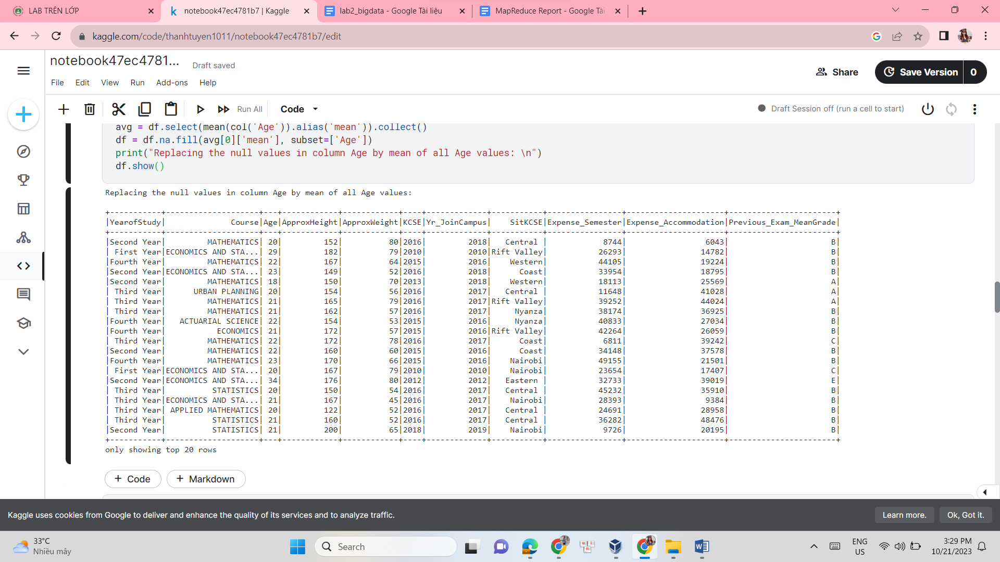 LAB TRÊN LỚP
notebook47ec4781b7 | Kaggle
lab2_bigdata - Google Tài liệu
MapReduce Report - Google Tài
kaggle.com/code/thanhtuyen1011/notebook47ec4781b7/edit
notebook47ec4781...
Draft saved
File Edit View Run Add-ons Help
Share
Save Version 0
Run All
Code
Draft Session off (run a cell to start)
avg = df.select(mean(col('Age')).alias('mean')).collect()
df = df.na.fill(avg[0]['mean'], subset=['Age'])
print("Replacing the null values in column Age by mean of all Age values: \n")
df.show()
Replacing the null values in column Age by mean of all Age values:
+-----------+--------------------+---+------------+------------+----+-------------+-----------+----------------+---------------------+-----------------------+
|YearofStudy|              Course|Age|ApproxHeight|ApproxWeight|KCSE|Yr_JoinCampus|    SitKCSE|Expense_Semester|Expense_Accommodation|Previous_Exam_MeanGrade|
+-----------+--------------------+---+------------+------------+----+-------------+-----------+----------------+---------------------+-----------------------+
|Second Year|         MATHEMATICS| 20|         152|          80|2016|         2018|   Central |            8744|                 6043|                      B|
| First Year|ECONOMICS AND STA...| 29|         182|          79|2010|         2010|Rift Valley|           26293|                14782|                      B|
|Fourth Year|         MATHEMATICS| 22|         167|          64|2015|         2016|    Western|           44105|                19224|                      B|
|Second Year|ECONOMICS AND STA...| 23|         149|          52|2016|         2018|      Coast|           33954|                18795|                      B|
|Second Year|         MATHEMATICS| 18|         150|          70|2013|         2018|    Western|           18113|                25569|                      A|
| Third Year|      URBAN PLANNING| 20|         154|          56|2016|         2017|   Central |           11648|                41028|                      A|
| Third Year|         MATHEMATICS| 21|         165|          79|2016|         2017|Rift Valley|           39252|                44024|                      A|
| Third Year|         MATHEMATICS| 21|         162|          57|2016|         2017|     Nyanza|           38174|                36925|                      B|
|Fourth Year|   ACTUARIAL SCIENCE| 22|         154|          53|2015|         2016|     Nyanza|           40833|                27034|                      B|
|Fourth Year|           ECONOMICS| 21|         172|          57|2015|         2016|Rift Valley|           42264|                26059|                      B|
| Third Year|         MATHEMATICS| 22|         172|          78|2016|         2017|      Coast|            6811|                39242|                      C|
|Second Year|         MATHEMATICS| 22|         160|          60|2015|         2016|      Coast|           34148|                37578|                      B|
|Fourth Year|         MATHEMATICS| 23|         170|          66|2015|         2016|    Nairobi|           49155|                21501|                      B|
| First Year|ECONOMICS AND STA...| 20|         167|          79|2010|         2010|    Nairobi|           23654|                17407|                      C|
|Second Year|ECONOMICS AND STA...| 34|         176|          80|2012|         2012|   Eastern |           32733|                39019|                      E|
| Third Year|          STATISTICS| 20|         150|          54|2016|         2017|   Central |           45232|                35910|                      B|
| Third Year|ECONOMICS AND STA...| 21|         167|          45|2016|         2017|    Nairobi|           28393|                 9384|                      B|
| Third Year| APPLIED MATHEMATICS| 20|         122|          52|2016|         2017|   Central |           24691|                28958|                      B|
| Third Year|          STATISTICS| 21|         160|          52|2016|         2017|   Central |           36282|                48476|                      B|
|Second Year|          STATISTICS| 21|         200|          65|2018|         2019|    Nairobi|            9726|                20195|                      B|
+-----------+--------------------+---+------------+------------+----+-------------+-----------+----------------+---------------------+-----------------------+
only showing top 20 rows
+ Code + Markdown
Kaggle uses cookies from Google to deliver and enhance the quality of its services and to analyze traffic.
Learn more.
Ok, Got it.
33°C
Nhiều mây
Search
ENG
US
3:29 PM
10/21/2023